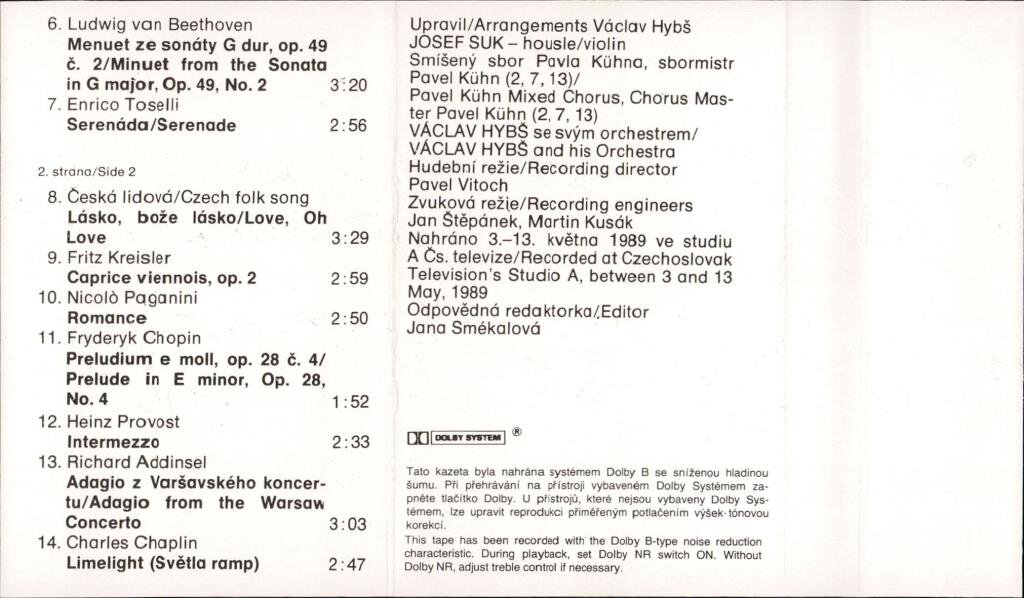 6. Ludwig van Beethoven
Menuet ze sonáty G dur, op. 49
č. 2/Minuet from the Sonata
in G major, Op. 49, No. 2 3:20
7. Enrico Toselli
Serenáda/Serenade 2:56
2. strana/Side 2
8. Česká lidová/Czech folk song
Lásko, bože lásko/Love, Oh
Love 3:29
9. Fritz Kreisler
Caprice viennois, op. 2 2:59
10. Nicolò Paganini
Romance 2:50
11. Fryderyk Chopin
Preludium e moll, op. 28 č. 4/
Prelude in E minor, Op. 28,
No. 4 1:52
12. Heinz Provost
Intermezzo 2:33
13. Richard Addinsel
Adagio z Varšavského koncer-
tu/Adagio from the Warsaw
Concerto 3:03
14. Charles Chaplin
Limelight (Světla ramp) 2:47
Upravil/Arrangements Václav Hybš
JOSEF SUK – housle/violin
Smíšený sbor Pavla Kühna, sbormistr
Pavel Kühn (2, 7, 13)/
Pavel Kühn Mixed Chorus, Chorus Mas-
ter Pavel Kühn (2, 7, 13)
VÁCLAV HYBŠ se svým orchestrem/
VÁCLAV HYBŠ and his Orchestra
Hudební režie/Recording director
Pavel Vitoch
Zvuková režie/Recording engineers
Jan Štěpánek, Martin Kusák
Nahráno 3.–13. května 1989 ve studiu
A Čs. televize/Recorded at Czechoslovak
Television's Studio A, between 3 and 13
May, 1989
Odpovědná redaktorka/Editor
Jana Smékalová
DOLBY SYSTEM ®
Tato kazeta byla nahrána systémem Dolby B se sníženou hladinou
šumu. Při přehrávání na přístroji vybaveném Dolby Systémem za-
pněte tlačítko Dolby. U přístrojů, které nejsou vybaveny Dolby Sys-
témem, lze upravit reprodukci přiměřeným potlačením výšek-tónovou
korekcí.
This tape has been recorded with the Dolby B-type noise reduction
characteristic. During playback, set Dolby NR switch ON. Without
Dolby NR, adjust treble control if necessary.